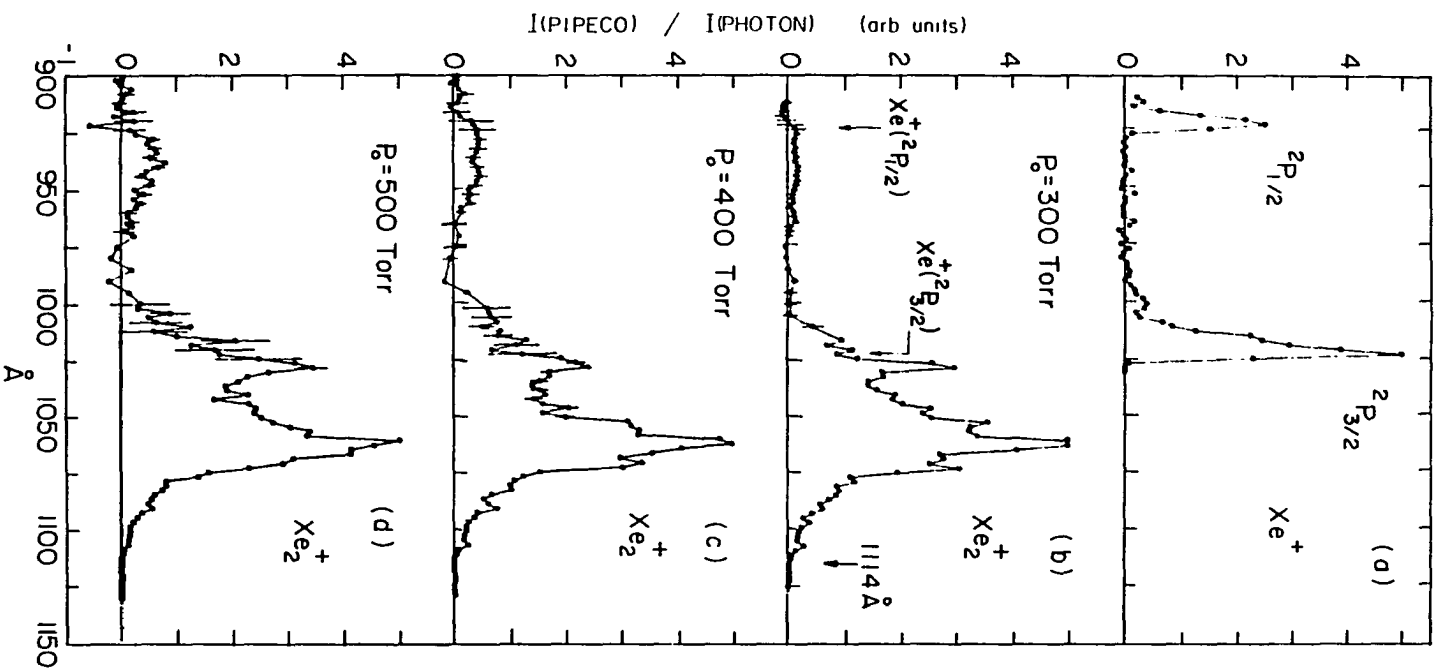 I(PIPECO) / I(PHOTON) (arb units)
0 2 4
²P₁/₂
²P₃/₂
Xe⁺
(a)
0 2 4
Xe⁺(²P₁/₂)
P₀=300 Torr
Xe⁺(²P₃/₂)
(b)
Xe₂⁺
1114Å
0 2 4
P₀=400 Torr
(c)
Xe₂⁺
-1 0 2 4
P₀=500 Torr
(d)
Xe₂⁺
900 950 1000 1050 1100 1150
Å